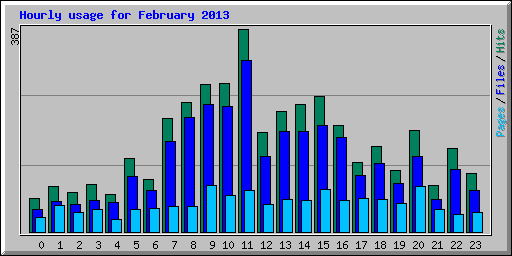 Hourly usage for February 2013
387
Pages / Files / Hits
0 1 2 3 4 5 6 7 8 9 10 11 12 13 14 15 16 17 18 19 20 21 22 23